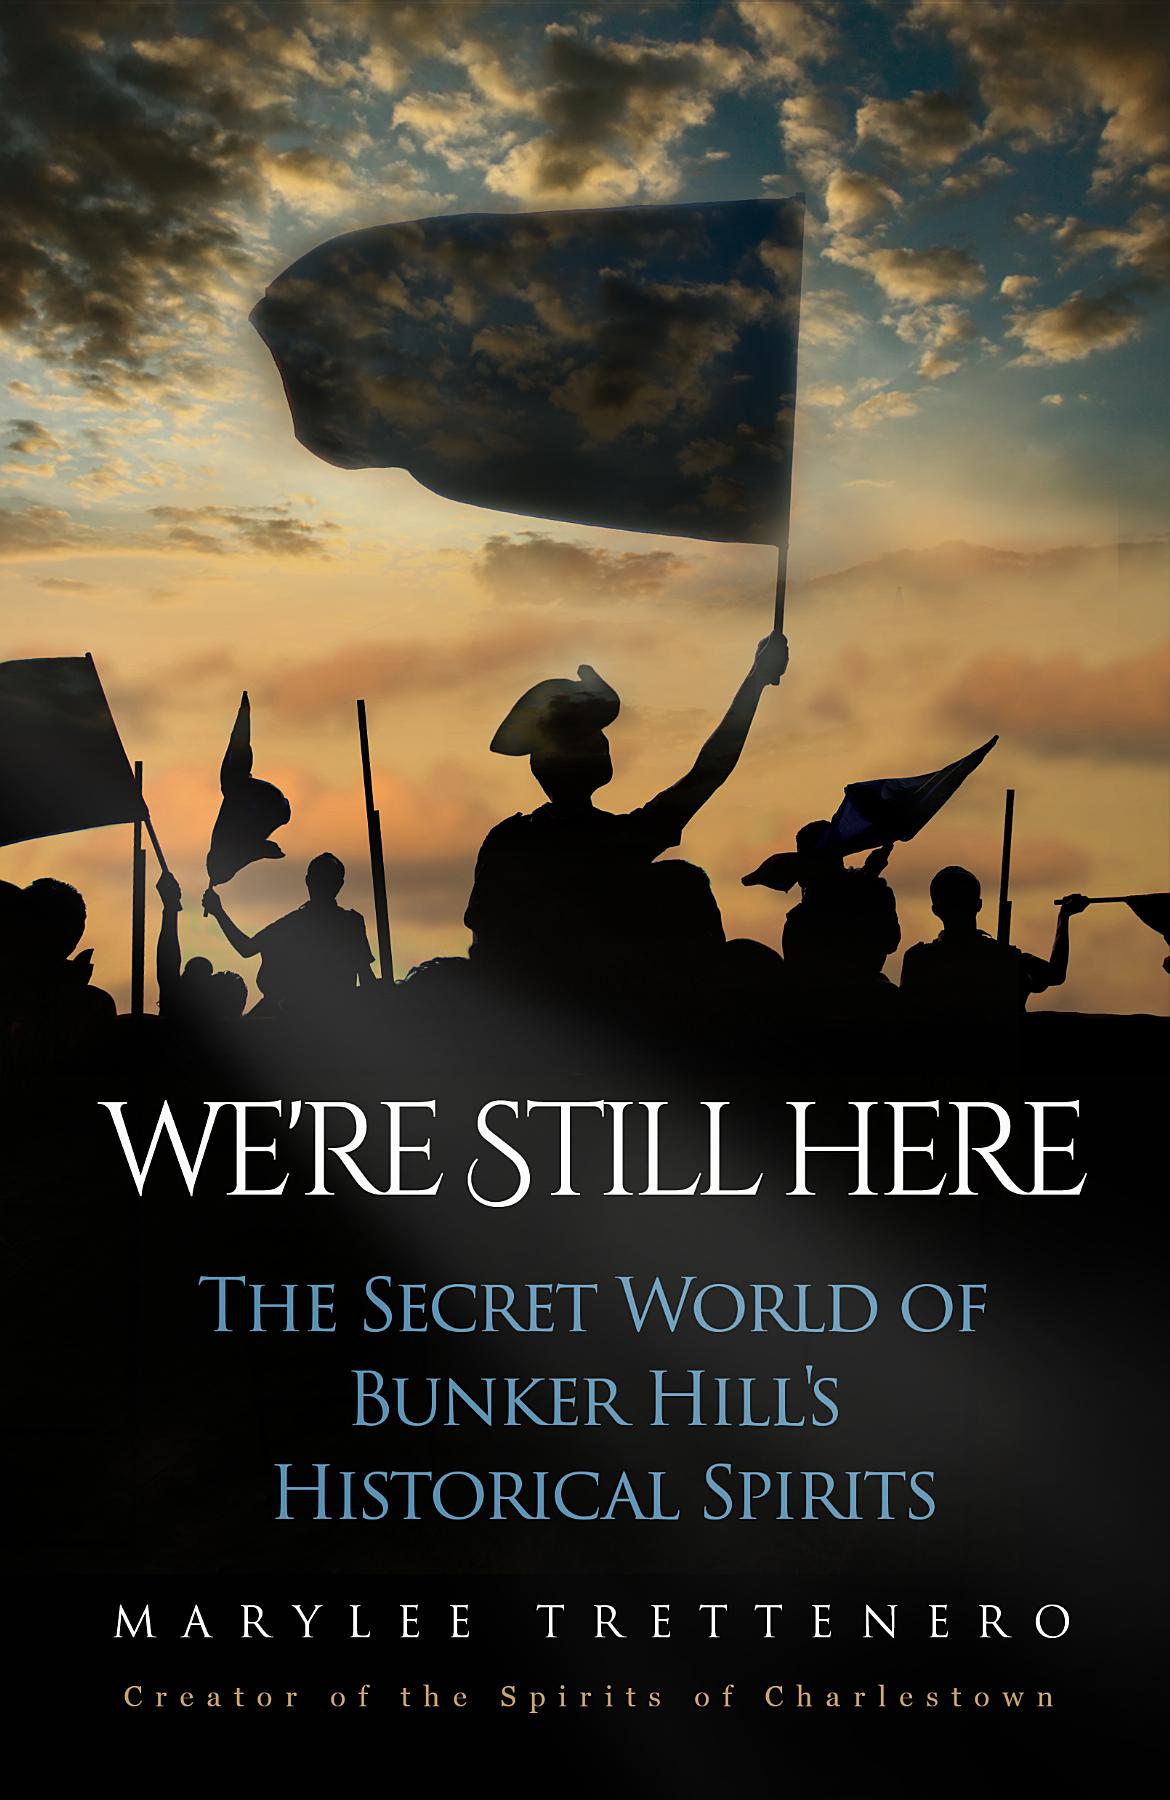 WE'RE STILL HERE
THE SECRET WORLD OF
BUNKER HILL'S
HISTORICAL SPIRITS
MARYLEE TRETTENERO
Creator of the Spirits of Charlestown